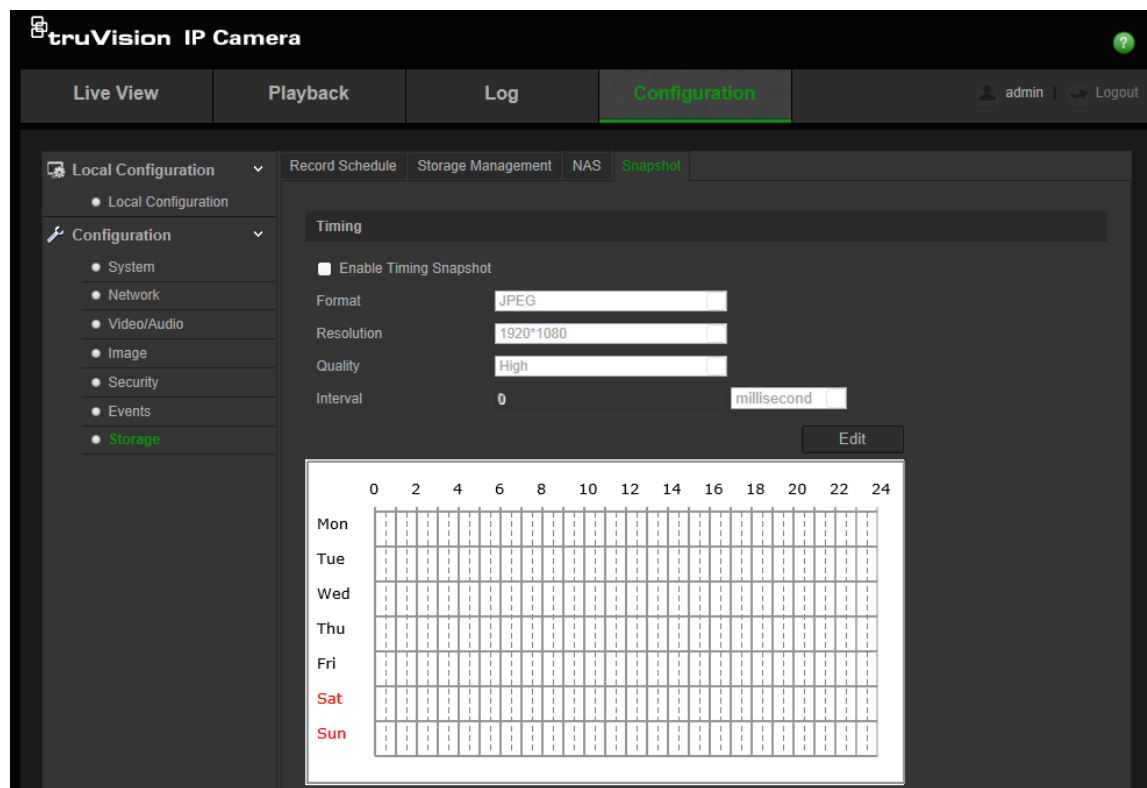 truVision IP Camera
?
Live View Playback Log Configuration admin | Logout
Local Configuration
Local Configuration
Configuration
System
Network
Video/Audio
Image
Security
Events
Storage
Record Schedule Storage Management NAS Snapshot
Timing
Enable Timing Snapshot
Format JPEG
Resolution 1920*1080
Quality High
Interval 0 millisecond
Edit
0 2 4 6 8 10 12 14 16 18 20 22 24
Mon
Tue
Wed
Thu
Fri
Sat
Sun